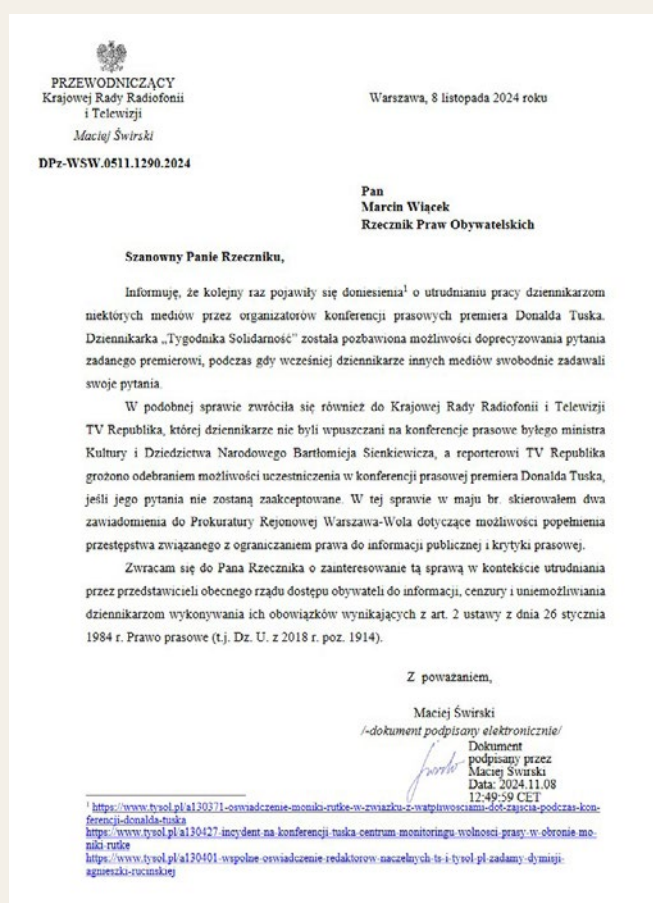 PRZEWODNICZĄCY
Krajowej Rady Radiofonii
i Telewizji
Maciej Świrski
DPz-WSW.0511.1290.2024
Warszawa, 8 listopada 2024 roku
Pan
Marcin Wiącek
Rzecznik Praw Obywatelskich
Szanowny Panie Rzeczniku,
Informuję, że kolejny raz pojawiły się doniesienia¹ o utrudnianiu pracy dziennikarzom
niektórych mediów przez organizatorów konferencji prasowych premiera Donalda Tuska.
Dziennikarka „Tygodnika Solidarność” została pozbawiona możliwości doprecyzowania pytania
zadanego premierowi, podczas gdy wcześniej dziennikarze innych mediów swobodnie zadawali
swoje pytania.
W podobnej sprawie zwróciła się również do Krajowej Rady Radiofonii i Telewizji
TV Republika, której dziennikarze nie byli wpuszczani na konferencje prasowe byłego ministra
Kultury i Dziedzictwa Narodowego Bartłomieja Sienkiewicza, a reporterowi TV Republika
grożono odebraniem możliwości uczestniczenia w konferencji prasowej premiera Donalda Tuska,
jeśli jego pytania nie zostaną zaakceptowane. W tej sprawie w maju br. skierowałem dwa
zawiadomienia do Prokuratury Rejonowej Warszawa-Wola dotyczące możliwości popełnienia
przestępstwa związanego z ograniczaniem prawa do informacji publicznej i krytyki prasowej.
Zwracam się do Pana Rzecznika o zainteresowanie tą sprawą w kontekście utrudniania
przez przedstawicieli obecnego rządu dostępu obywateli do informacji, cenzury i uniemożliwiania
dziennikarzom wykonywania ich obowiązków wynikających z art. 2 ustawy z dnia 26 stycznia
1984 r. Prawo prasowe (t.j. Dz. U. z 2018 r. poz. 1914).
Z poważaniem,
Maciej Świrski
/-dokument podpisany elektronicznie/
Dokument
podpisany przez
Maciej Świrski
Data: 2024.11.08
12:49:59 CET
¹ https://www.tysol.pl/a130371-oswiadczenie-moniki-rutke-w-zwiazku-z-watpliwosciami-dot-zajscia-podczas-kon-
ferencji-donalda-tuska
https://www.tysol.pl/a130427-incydent-na-konferencji-tuska-centrum-monitoringu-wolnosci-prasy-w-obronie-mo-
niki-rutke
https://www.tysol.pl/a130401-wspolne-oswiadczenie-redaktorow-naczelnych-ts-i-tysol-pl-zadamy-dymisji-
agnieszki-rucinskiej